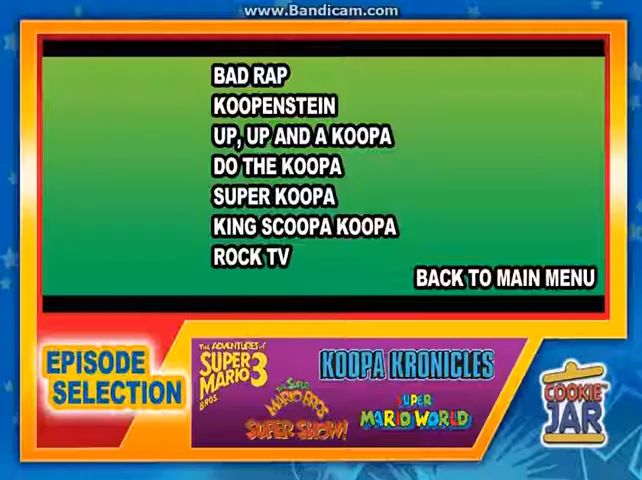 www.Bandicam.com
BAD RAP
KOOPENSTEIN
UP, UP AND A KOOPA
DO THE KOOPA
SUPER KOOPA
KING SCOOPA KOOPA
ROCK TV
BACK TO MAIN MENU
EPISODE
SELECTION
THE ADVENTURES of
SUPER
MARIO 3
BROS.
KOOPA KRONICLES
THE SUPER
MARIO BROS
SUPER SHOW!
SUPER
MARIO WORLD
COOKIE
JAR